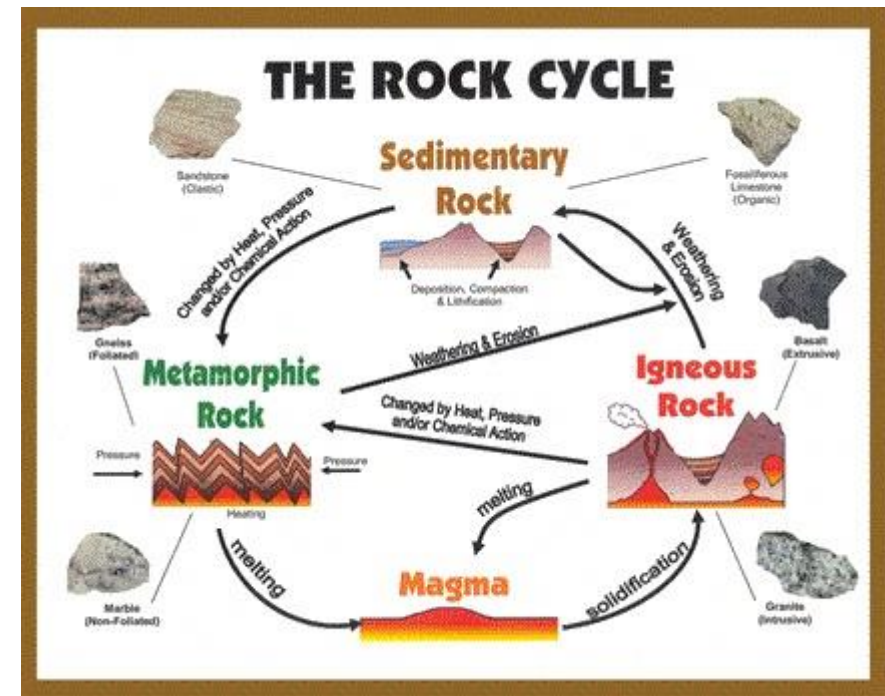 THE ROCK CYCLE
Sedimentary
Rock
Sandstone
(Clastic)
Fossiliferous
Limestone
(Organic)
Changed by Heat, Pressure
and/or Chemical Action
Deposition, Compaction
& Lithification
Weathering
& Erosion
Gneiss
(Foliated)
Basalt
(Extrusive)
Weathering & Erosion
Metamorphic
Rock
Igneous
Rock
Changed by Heat, Pressure
and/or Chemical Action
Pressure
Pressure
Heating
melting
melting
Magma
solidification
Marble
(Non-Foliated)
Granite
(Intrusive)